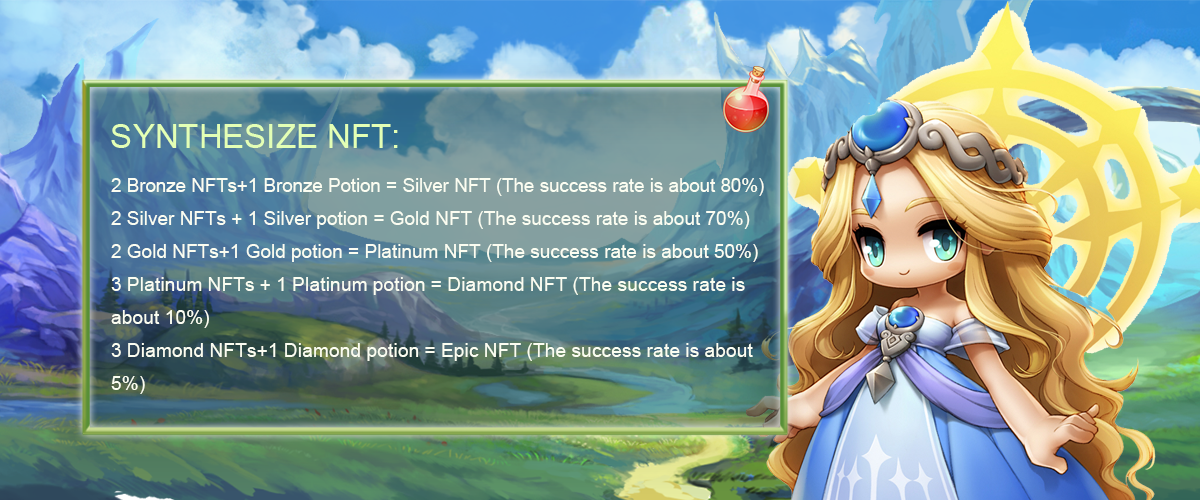 SYNTHESIZE NFT:
2 Bronze NFTs+1 Bronze Potion = Silver NFT (The success rate is about 80%)
2 Silver NFTs + 1 Silver potion = Gold NFT (The success rate is about 70%)
2 Gold NFTs+1 Gold potion = Platinum NFT (The success rate is about 50%)
3 Platinum NFTs + 1 Platinum potion = Diamond NFT (The success rate is
about 10%)
3 Diamond NFTs+1 Diamond potion = Epic NFT (The success rate is about
5%)